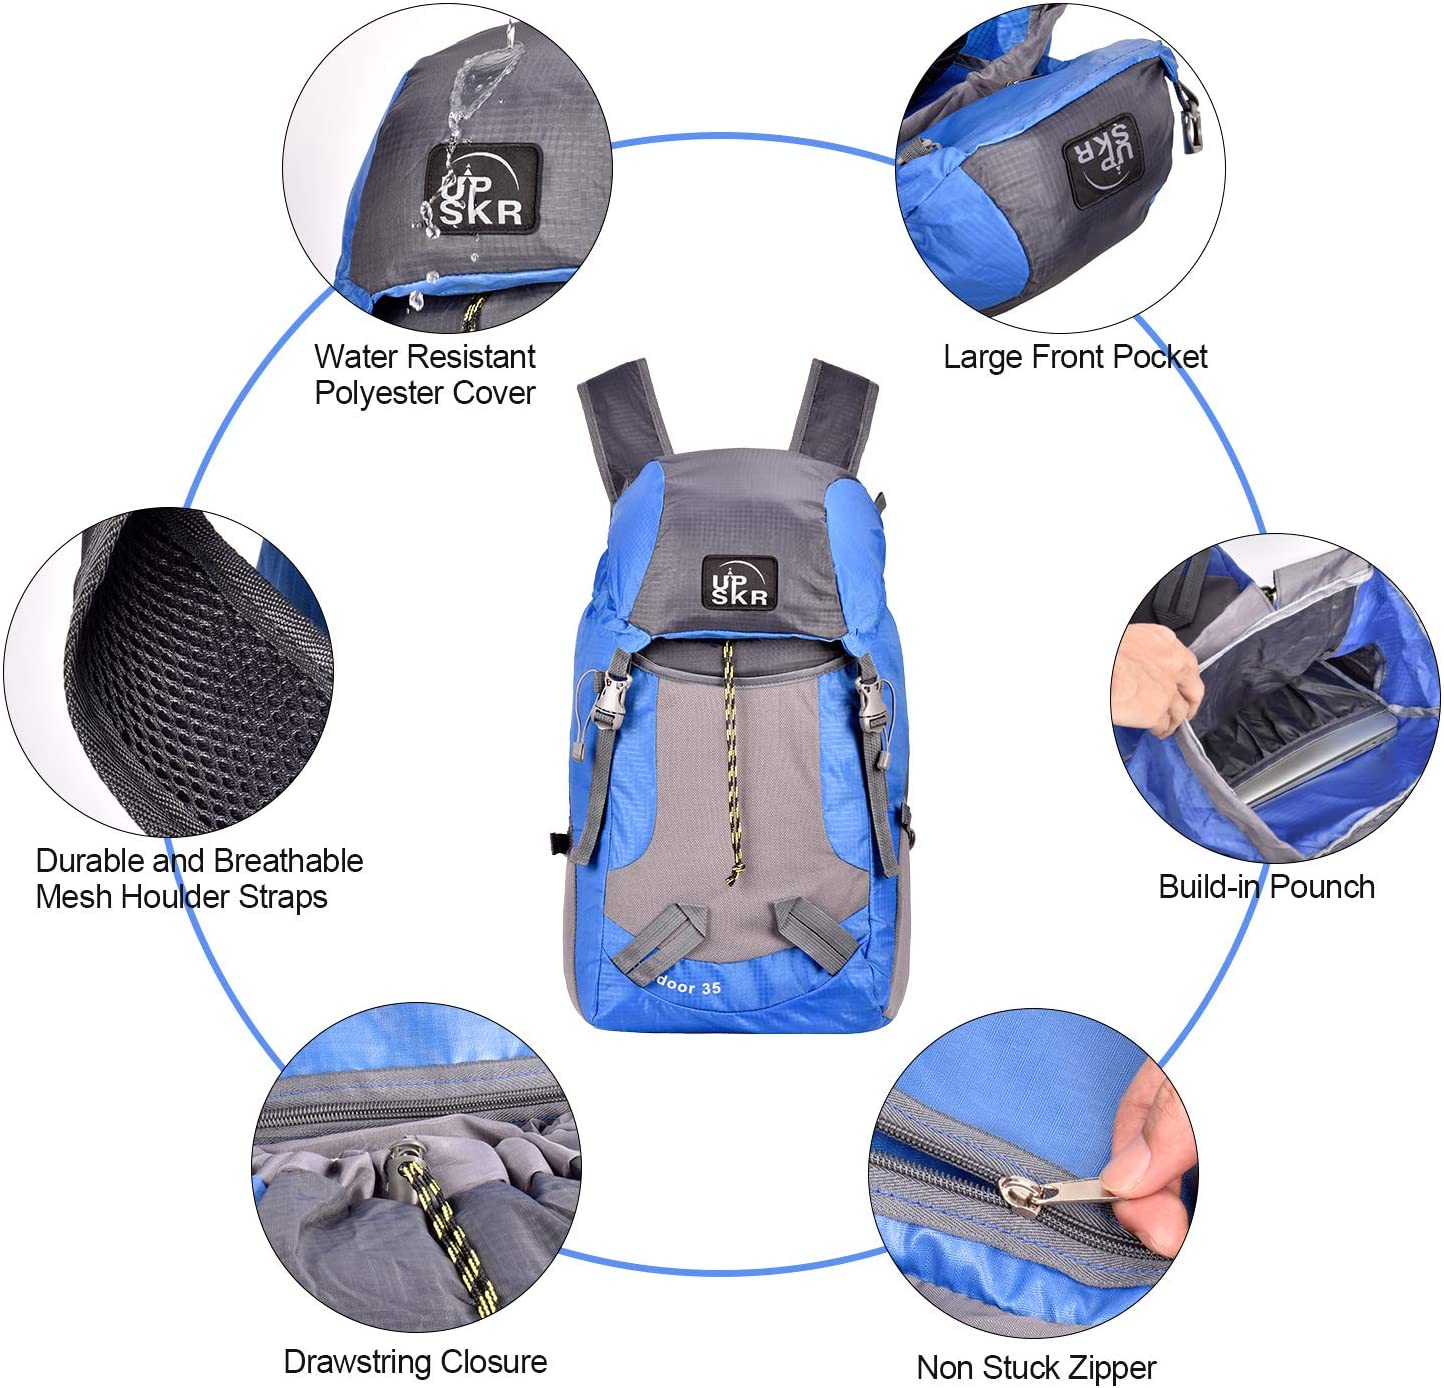 UP
SKR
UP
SKR
Water Resistant
Polyester Cover
Large Front Pocket
UP
SKR
Durable and Breathable
Mesh Houlder Straps
Build-in Pounch
door 35
Drawstring Closure
Non Stuck Zipper